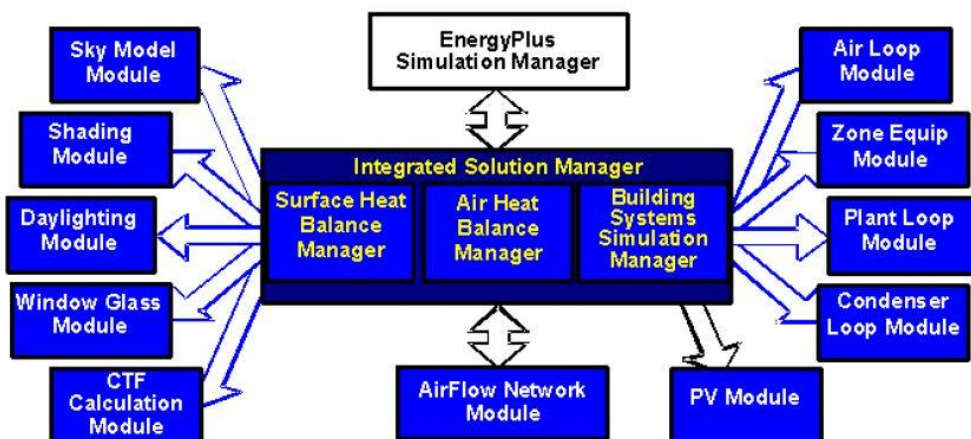 EnergyPlus
Simulation Manager
Sky Model
Module
Shading
Module
Daylighting
Module
Window Glass
Module
CTF
Calculation
Module
Integrated Solution Manager
Surface Heat
Balance
Manager
Air Heat
Balance
Manager
Building
Systems
Simulation
Manager
Air Loop
Module
Zone Equip
Module
Plant Loop
Module
Condenser
Loop Module
AirFlow Network
Module
PV Module